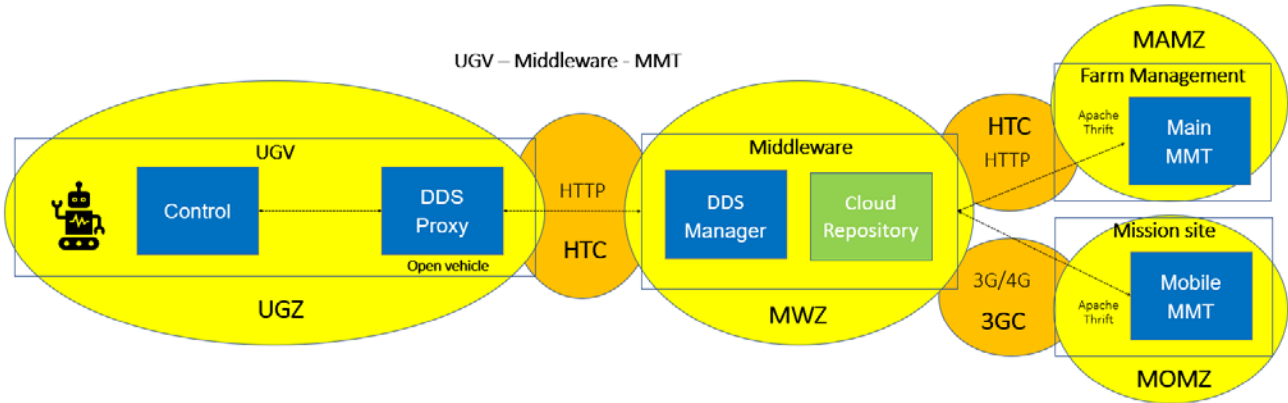 UGV – Middleware - MMT
UGV
Control
DDS
Proxy
Open vehicle
UGZ
HTTP
HTC
Middleware
DDS
Manager
Cloud
Repository
MWZ
HTC
HTTP
MAMZ
Farm Management
Apache
Thrift
Main
MMT
3G/4G
3GC
Mission site
Apache
Thrift
Mobile
MMT
MOMZ